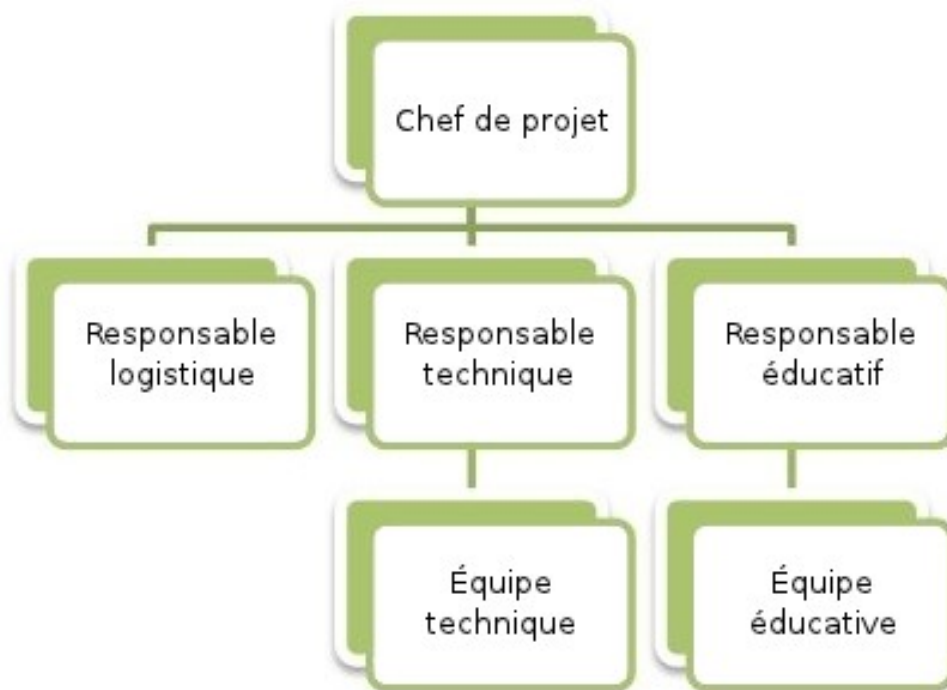 Chef de projet
Responsable
logistique
Responsable
technique
Responsable
éducatif
Équipe
technique
Équipe
éducative